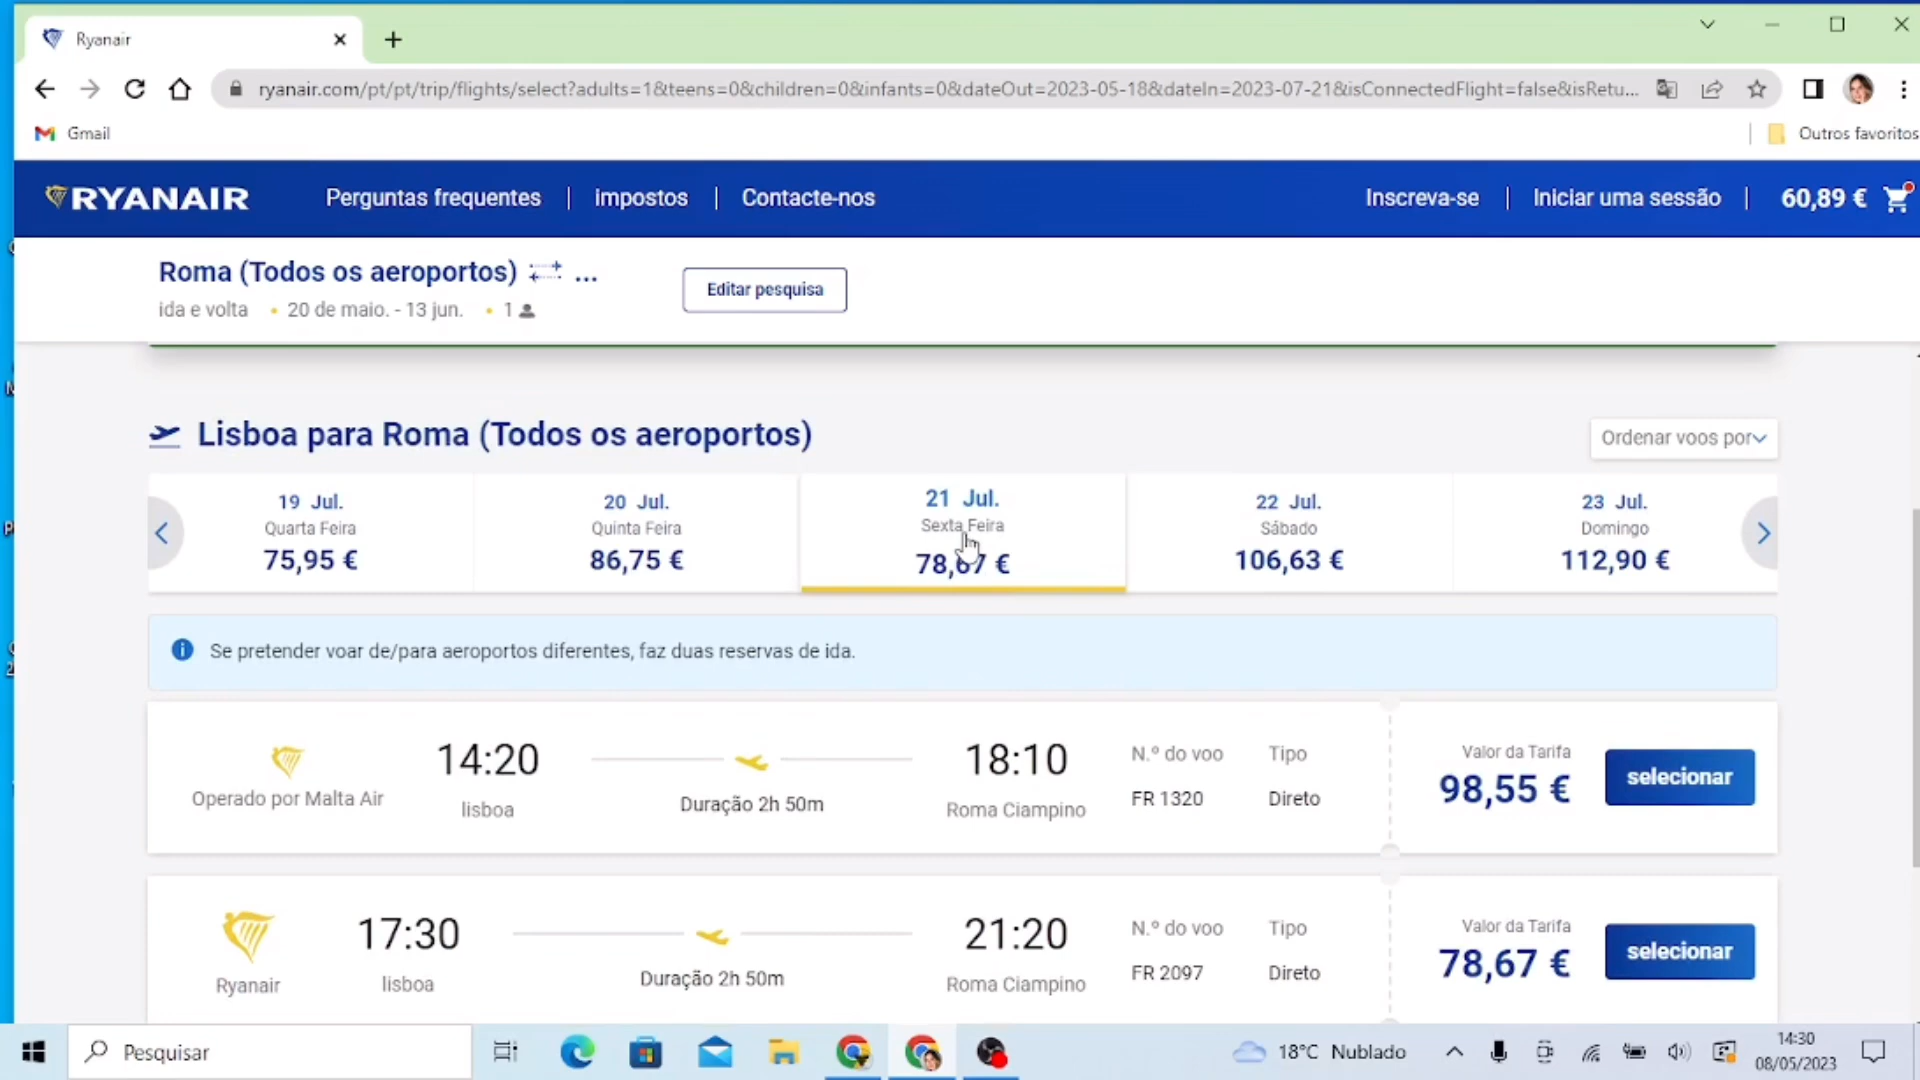 Ryanair
ryanair.com/pt/pt/trip/flights/select?adults=1&teens=0&children=0&infants=0&dateOut=2023-05-18&dateIn=2023-07-21&isConnectedFlight=false&isRetu...
Gmail
Outros favoritos
RYANAIR
Perguntas frequentes | impostos | Contacte-nos
Inscreva-se | Iniciar uma sessão | 60,89 €
Roma (Todos os aeroportos) ...
ida e volta • 20 de maio. - 13 jun. • 1
Editar pesquisa
Lisboa para Roma (Todos os aeroportos)
Ordenar voos por
19 Jul.
Quarta Feira
75,95 €
20 Jul.
Quinta Feira
86,75 €
21 Jul.
Sexta Feira
78,67 €
22 Jul.
Sábado
106,63 €
23 Jul.
Domingo
112,90 €
Se pretender voar de/para aeroportos diferentes, faz duas reservas de ida.
Operado por Malta Air
14:20
lisboa
Duração 2h 50m
18:10
Roma Ciampino
N.º do voo
FR 1320
Tipo
Direto
Valor da Tarifa
98,55 €
selecionar
Ryanair
17:30
lisboa
Duração 2h 50m
21:20
Roma Ciampino
N.º do voo
FR 2097
Tipo
Direto
Valor da Tarifa
78,67 €
selecionar
Pesquisar
18°C Nublado
14:30
08/05/2023